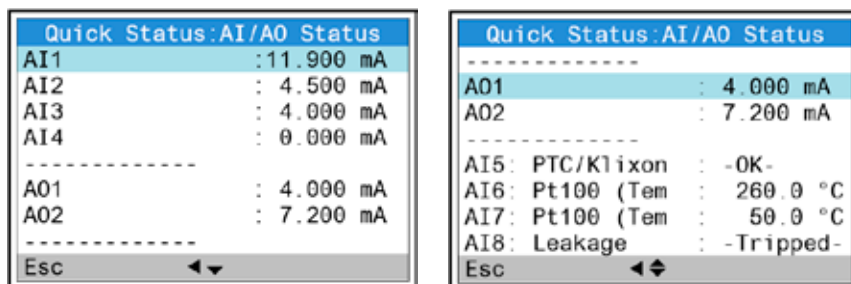 Quick Status:AI/AO Status
AI1 :11.900 mA
AI2 : 4.500 mA
AI3 : 4.000 mA
AI4 : 0.000 mA
-------------
AO1 : 4.000 mA
AO2 : 7.200 mA
-------------
Esc
Quick Status:AI/AO Status
-------------
AO1 : 4.000 mA
AO2 : 7.200 mA
-------------
AI5: PTC/Klixon : -OK-
AI6: Pt100 (Tem : 260.0 °C
AI7: Pt100 (Tem : 50.0 °C
AI8: Leakage : -Tripped-
Esc